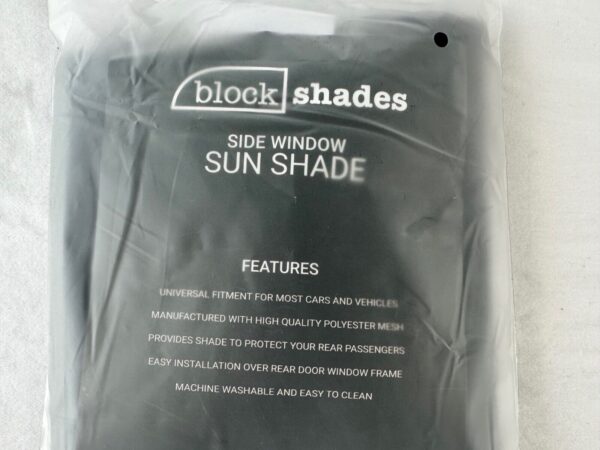 block shades
SIDE WINDOW
SUN SHADE
FEATURES
UNIVERSAL FITMENT FOR MOST CARS AND VEHICLES
MANUFACTURED WITH HIGH QUALITY POLYESTER MESH
PROVIDES SHADE TO PROTECT YOUR REAR PASSENGERS
EASY INSTALLATION OVER REAR DOOR WINDOW FRAME
MACHINE WASHABLE AND EASY TO CLEAN